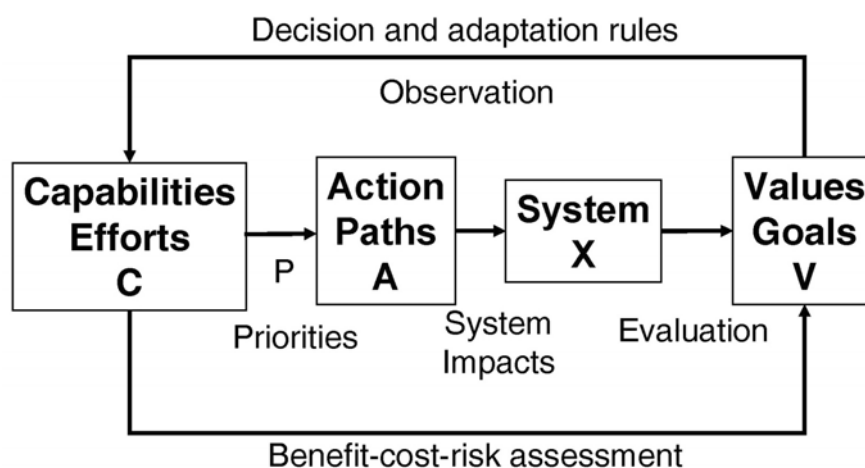 Decision and adaptation rules
Observation
Capabilities
Efforts
C
P
Priorities
Action
Paths
A
System
Impacts
System
X
Evaluation
Values
Goals
V
Benefit-cost-risk assessment